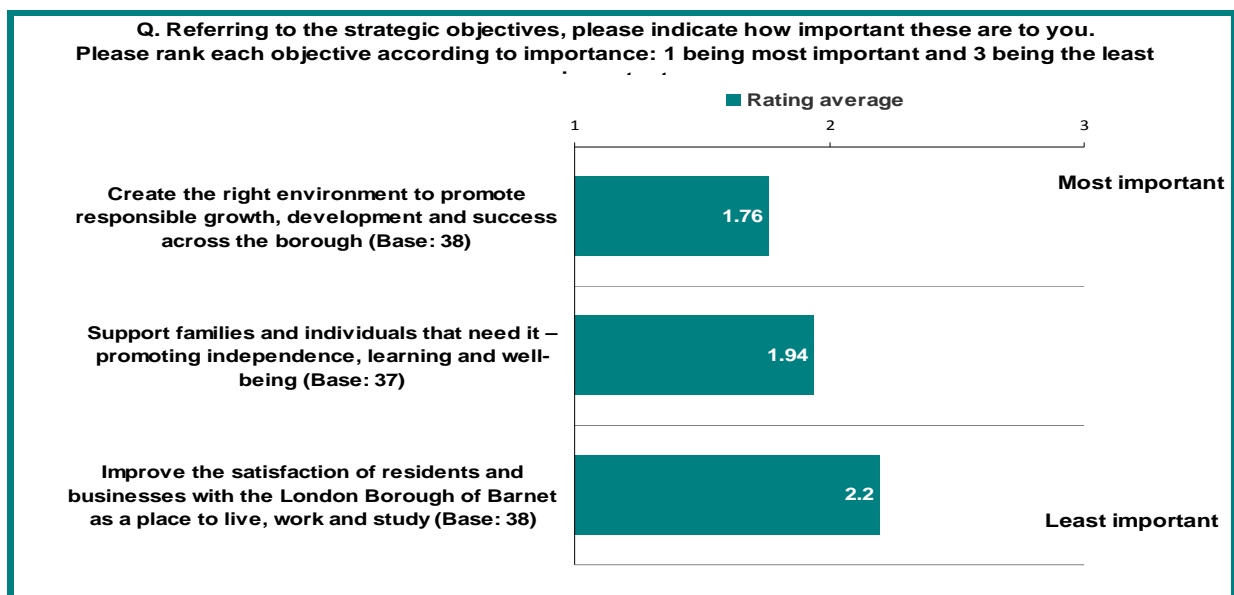 Q. Referring to the strategic objectives, please indicate how important these are to you.
Please rank each objective according to importance: 1 being most important and 3 being the least
Rating average
1 2 3
Most important
Create the right environment to promote
responsible growth, development and success
across the borough (Base: 38)
1.76
Support families and individuals that need it –
promoting independence, learning and well-
being (Base: 37)
1.94
Improve the satisfaction of residents and
businesses with the London Borough of Barnet
as a place to live, work and study (Base: 38)
2.2
Least important